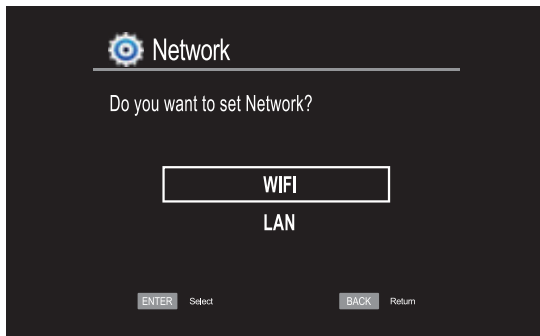 Network
Do you want to set Network?
WIFI
LAN
ENTER Select BACK Return